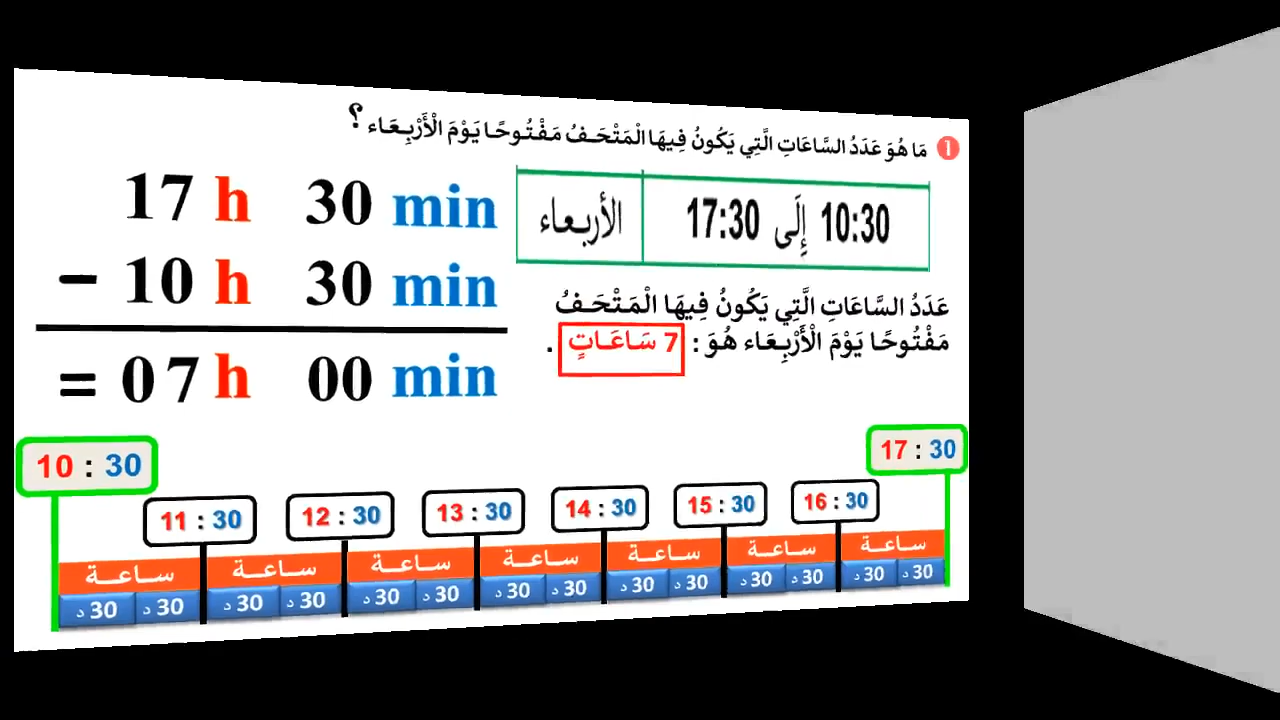 1 مَا هُوَ عَدَدُ السَّاعَاتِ الَّتِي يَكُونُ فِيهَا الْمَتْحَفُ مَفْتُوحًا يَوْمَ الْأَرْبِعَاء ؟
17 h 30 min
– 10 h 30 min
= 07 h 00 min
10:30 إِلَى 17:30
الأربعاء
عَدَدُ السَّاعَاتِ الَّتِي يَكُونُ فِيهَا الْمَتْحَفُ
مَفْتُوحًا يَوْمَ الْأَرْبِعَاء هُوَ : 7 سَاعَاتٍ .
10 : 30
11 : 30
12 : 30
13 : 30
14 : 30
15 : 30
16 : 30
17 : 30
ساعة ساعة ساعة ساعة ساعة ساعة ساعة
30 د 30 د 30 د 30 د 30 د 30 د 30 د 30 د 30 د 30 د 30 د 30 د 30 د 30 د